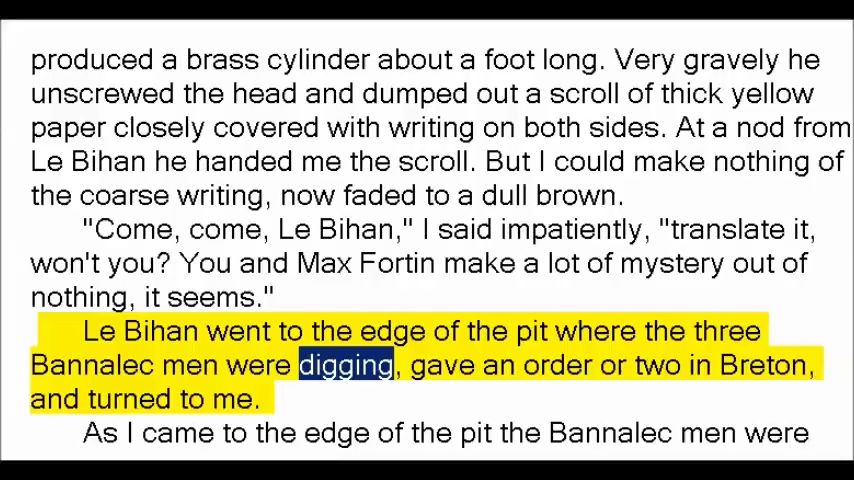 produced a brass cylinder about a foot long. Very gravely he
unscrewed the head and dumped out a scroll of thick yellow
paper closely covered with writing on both sides. At a nod from
Le Bihan he handed me the scroll. But I could make nothing of
the coarse writing, now faded to a dull brown.
"Come, come, Le Bihan," I said impatiently, "translate it,
won't you? You and Max Fortin make a lot of mystery out of
nothing, it seems."
Le Bihan went to the edge of the pit where the three
Bannalec men were digging, gave an order or two in Breton,
and turned to me.
As I came to the edge of the pit the Bannalec men were